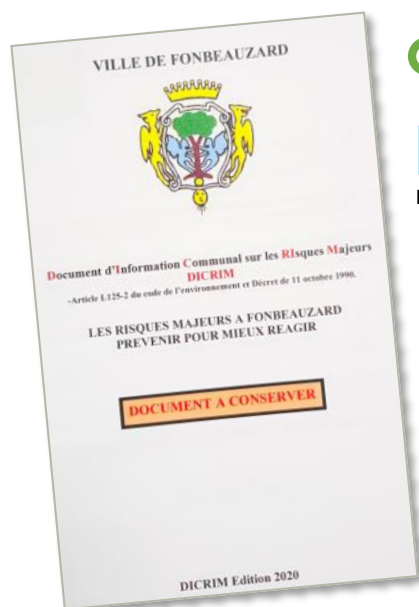 VILLE DE FONBEAUZARD
Document d'Information Communal sur les RIsques Majeurs
DICRIM
-Article L125-2 du code de l'environnement et Décret de 11 octobre 1990.
LES RISQUES MAJEURS A FONBEAUZARD
PREVENIR POUR MIEUX REAGIR
DOCUMENT A CONSERVER
DICRIM Edition 2020